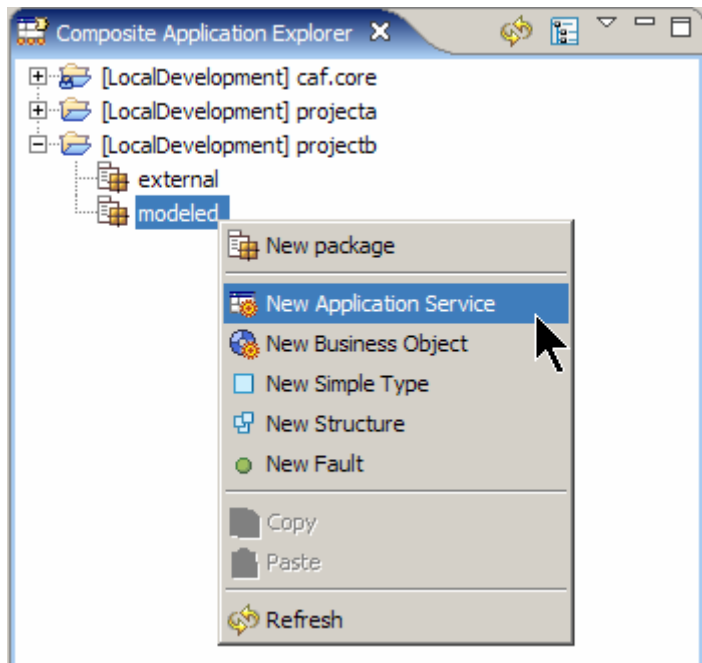 Composite Application Explorer
[LocalDevelopment] caf.core
[LocalDevelopment] projecta
[LocalDevelopment] projectb
external
modeled
New package
New Application Service
New Business Object
New Simple Type
New Structure
New Fault
Copy
Paste
Refresh